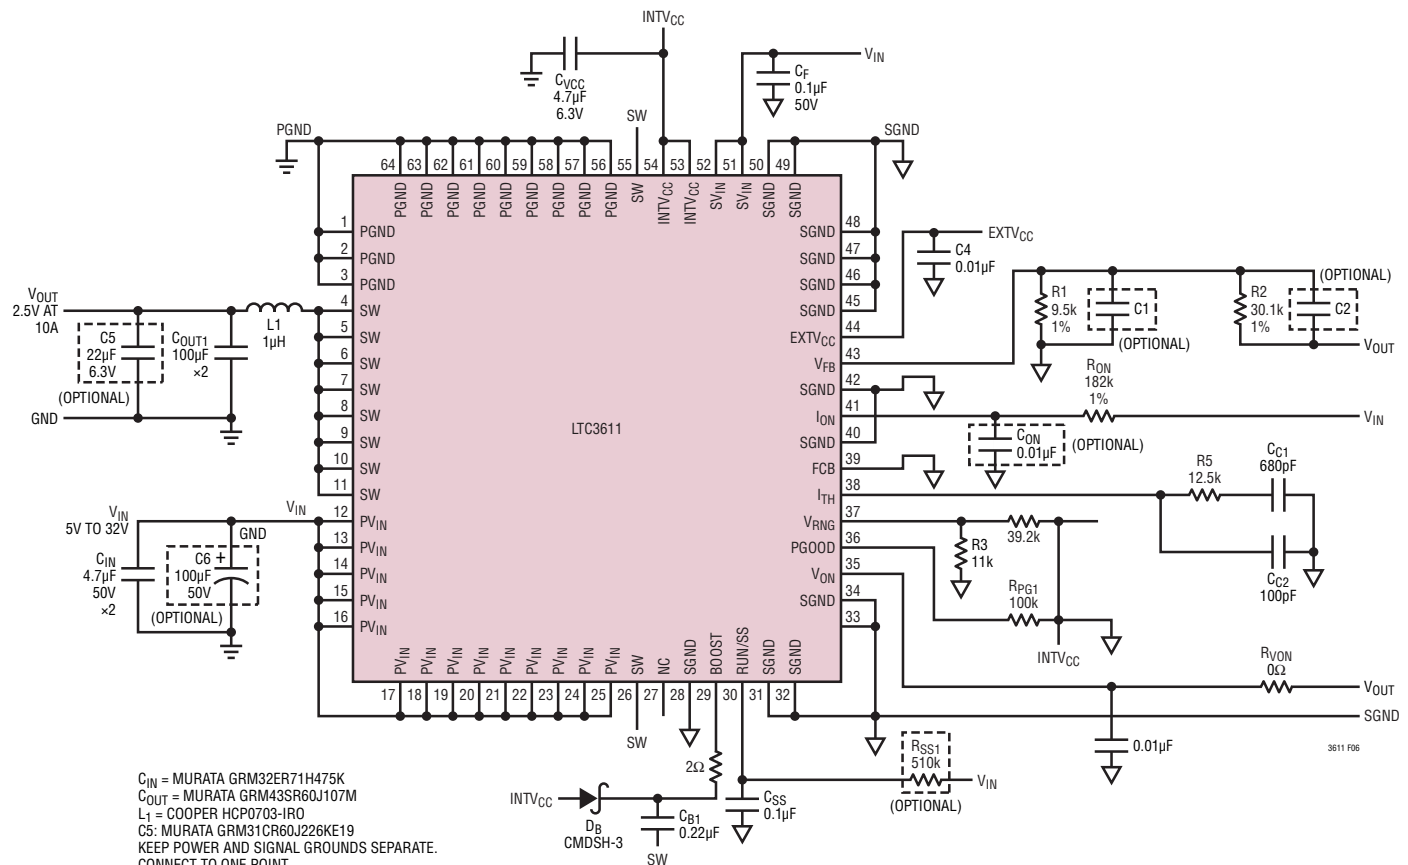 INTVCC
CVCC
4.7µF
6.3V
VIN
CF
0.1µF
50V
SW
PGND
SGND
64 63 62 61 60 59 58 57 56 55 54 53 52 51 50 49
PGND PGND PGND PGND PGND PGND PGND PGND PGND SW INTVCC INTVCC SVIN SVIN SGND SGND
1 PGND
2 PGND
3 PGND
4 SW
5 SW
6 SW
7 SW
8 SW
9 SW
10 SW
11 SW
12 PVIN
13 PVIN
14 PVIN
15 PVIN
16 PVIN
LTC3611
SGND 48
SGND 47
SGND 46
SGND 45
EXTVCC 44
VFB 43
SGND 42
ION 41
SGND 40
FCB 39
ITH 38
VRNG 37
PGOOD 36
VON 35
SGND 34
33
PVIN PVIN PVIN PVIN PVIN PVIN PVIN PVIN PVIN SW NC SGND BOOST RUN/SS SGND SGND
17 18 19 20 21 22 23 24 25 26 27 28 29 30 31 32
VOUT
2.5V AT
10A
C5
22µF
6.3V
(OPTIONAL)
COUT1
100µF
×2
L1
1µH
GND
VIN
5V TO 32V
VIN
GND
CIN
4.7µF
50V
×2
C6
+
100µF
50V
(OPTIONAL)
EXTVCC
C4
0.01µF
R1
9.5k
1%
C1
(OPTIONAL)
R2
30.1k
1%
(OPTIONAL)
C2
VOUT
RON
182k
1%
VIN
CON
0.01µF
(OPTIONAL)
R5
12.5k
CC1
680pF
CC2
100pF
R3
11k
39.2k
RPG1
100k
INTVCC
RVON
0Ω
VOUT
SGND
0.01µF
3611 F06
SW
2Ω
INTVCC
DB
CMDSH-3
CB1
0.22µF
SW
CSS
0.1µF
RSS1
510k
(OPTIONAL)
VIN
CIN = MURATA GRM32ER71H475K
COUT = MURATA GRM43SR60J107M
L1 = COOPER HCP0703-IRO
C5: MURATA GRM31CR60J226KE19
KEEP POWER AND SIGNAL GROUNDS SEPARATE.
CONNECT TO ONE POINT